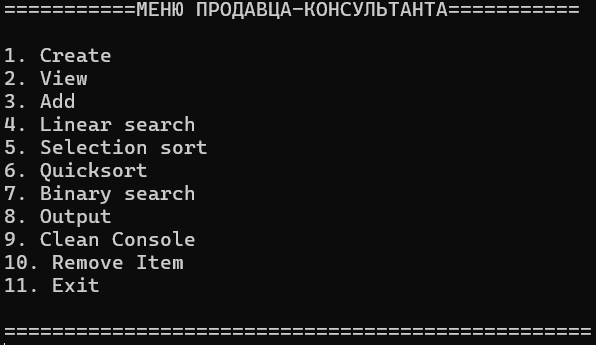 ===========МЕНЮ ПРОДАВЦА-КОНСУЛЬТАНТА===========
1. Create
2. View
3. Add
4. Linear search
5. Selection sort
6. Quicksort
7. Binary search
8. Output
9. Clean Console
10. Remove Item
11. Exit
=================================================